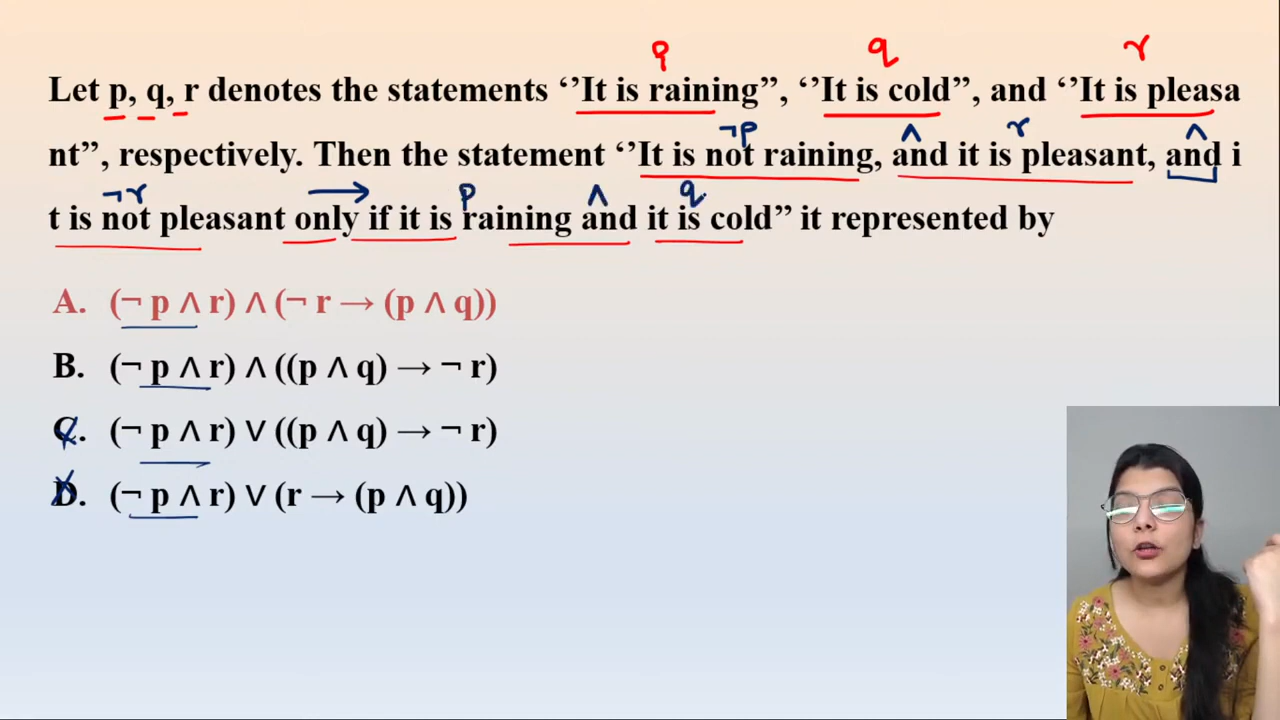 p q r
Let p, q, r denotes the statements ‘’It is raining”, ‘’It is cold”, and ‘’It is pleasa
¬p ∧ r ∧
nt”, respectively. Then the statement ‘’It is not raining, and it is pleasant, and i
¬r → p ∧ q
t is not pleasant only if it is raining and it is cold” it represented by
A. (¬ p ∧ r) ∧ (¬ r → (p ∧ q))
B. (¬ p ∧ r) ∧ ((p ∧ q) → ¬ r)
C. (¬ p ∧ r) ∨ ((p ∧ q) → ¬ r)
D. (¬ p ∧ r) ∨ (r → (p ∧ q))